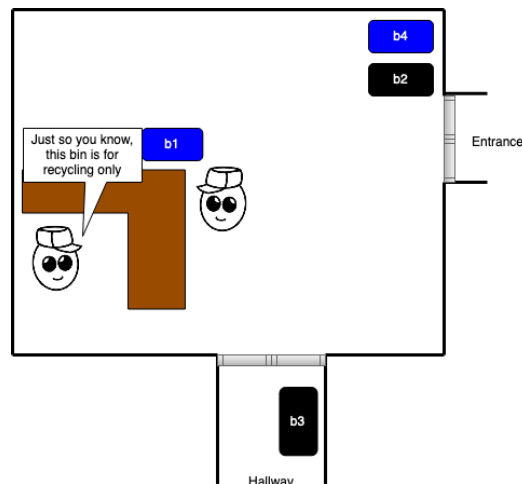 b4
b2
Entrance
Just so you know,
this bin is for
recycling only
b1
b3
Hallway